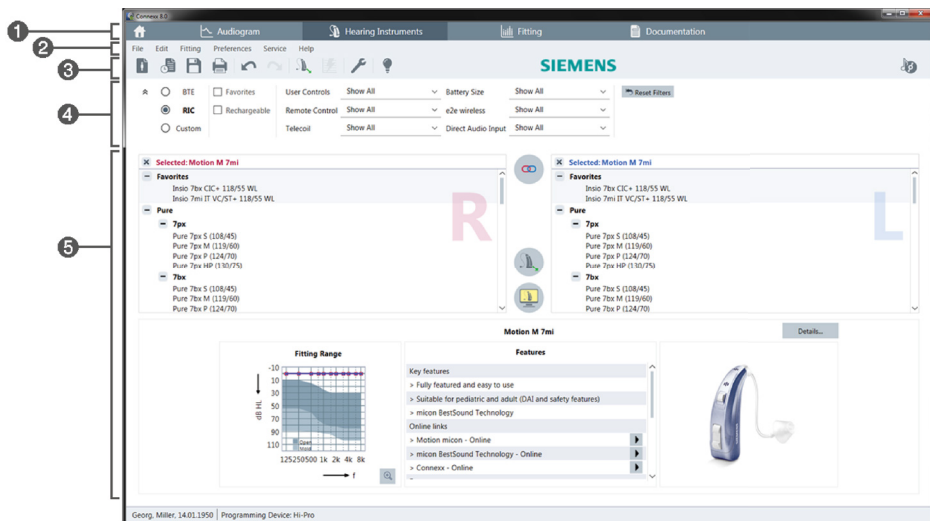 Connexx 8.0
1
Audiogram Hearing Instruments Fitting Documentation
2
File Edit Fitting Preferences Service Help
3
SIEMENS
4
BTE Favorites User Controls Show All Battery Size Show All Reset Filters
RIC Rechargeable Remote Control Show All e2e wireless Show All
Custom Telecoil Show All Direct Audio Input Show All
5
Selected: Motion M 7mi
Favorites
Insio 7bx CIC+ 118/55 WL
Insio 7mi IT VC/ST+ 118/55 WL
Pure
7px
Pure 7px S (108/45)
Pure 7px M (119/60)
Pure 7px P (124/70)
Pure 7px HP (130/75)
7bx
Pure 7bx S (108/45)
Pure 7bx M (119/60)
Pure 7bx P (124/70)
R
Selected: Motion M 7mi
Favorites
Insio 7bx CIC+ 118/55 WL
Insio 7mi IT VC/ST+ 118/55 WL
Pure
7px
Pure 7px S (108/45)
Pure 7px M (119/60)
Pure 7px P (124/70)
Pure 7px HP (130/75)
7bx
Pure 7bx S (108/45)
Pure 7bx M (119/60)
Pure 7bx P (124/70)
L
Motion M 7mi
Details...
Fitting Range
-10
10
30
50
70
90
110
dB HL
Open
125250500 1k 2k 4k 8k
f
Features
Key features
> Fully featured and easy to use
> Suitable for pediatric and adult (DAI and safety features)
> micon BestSound Technology
Online links
> Motion micon - Online
> micon BestSound Technology - Online
> Connexx - Online
Georg, Miller, 14.01.1950 Programming Device: Hi-Pro